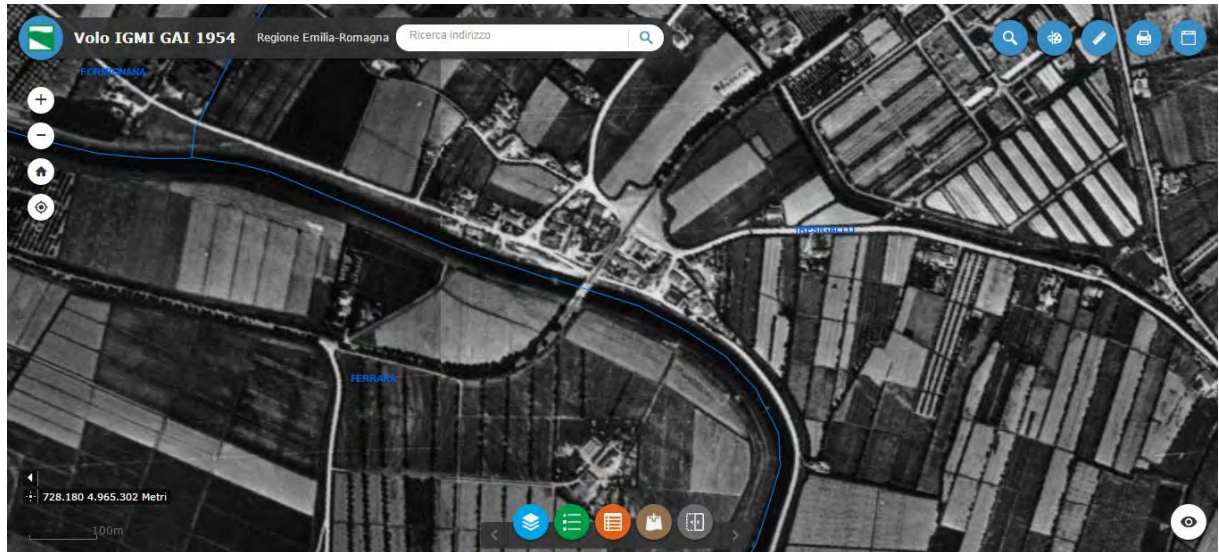 Volo IGMI GAI 1954
Regione Emilia-Romagna
Ricerca indirizzo
FORMIGNANA
TRESIGALLO
FERRARA
728.180 4.965.302 Metri
100m